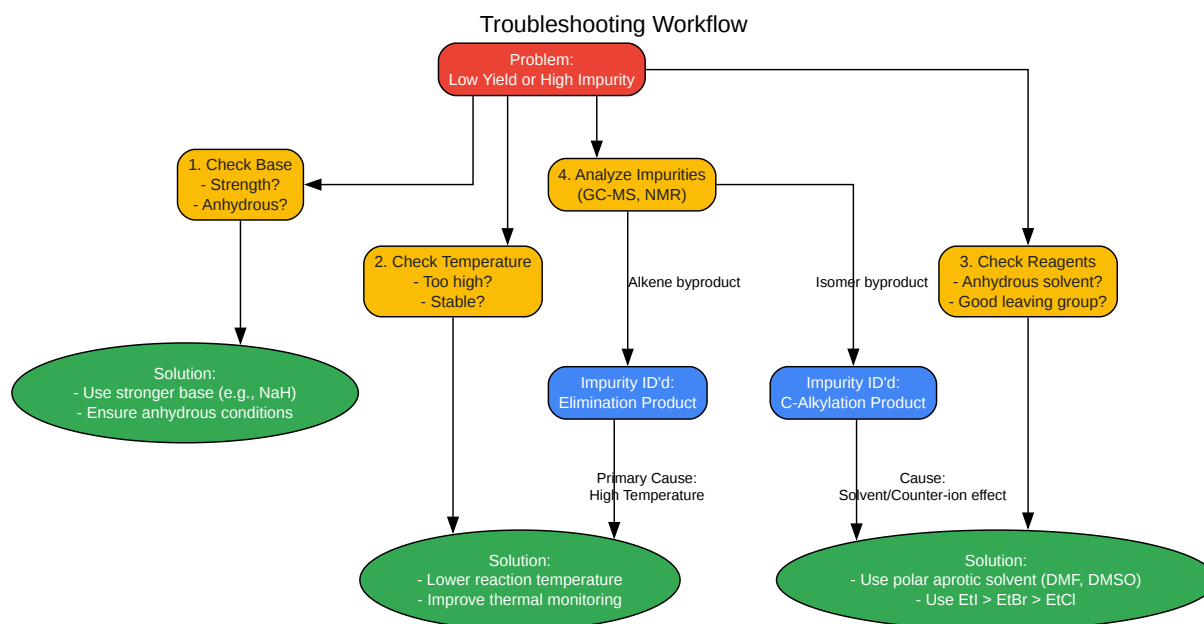 Troubleshooting Workflow
Problem:
Low Yield or High Impurity
1. Check Base
- Strength?
- Anhydrous?
4. Analyze Impurities
(GC-MS, NMR)
2. Check Temperature
- Too high?
- Stable?
3. Check Reagents
- Anhydrous solvent?
- Good leaving group?
Alkene byproduct
Isomer byproduct
Solution:
- Use stronger base (e.g., NaH)
- Ensure anhydrous conditions
Impurity ID'd:
Elimination Product
Impurity ID'd:
C-Alkylation Product
Primary Cause:
High Temperature
Cause:
Solvent/Counter-ion effect
Solution:
- Lower reaction temperature
- Improve thermal monitoring
Solution:
- Use polar aprotic solvent (DMF, DMSO)
- Use EtI > EtBr > EtCl